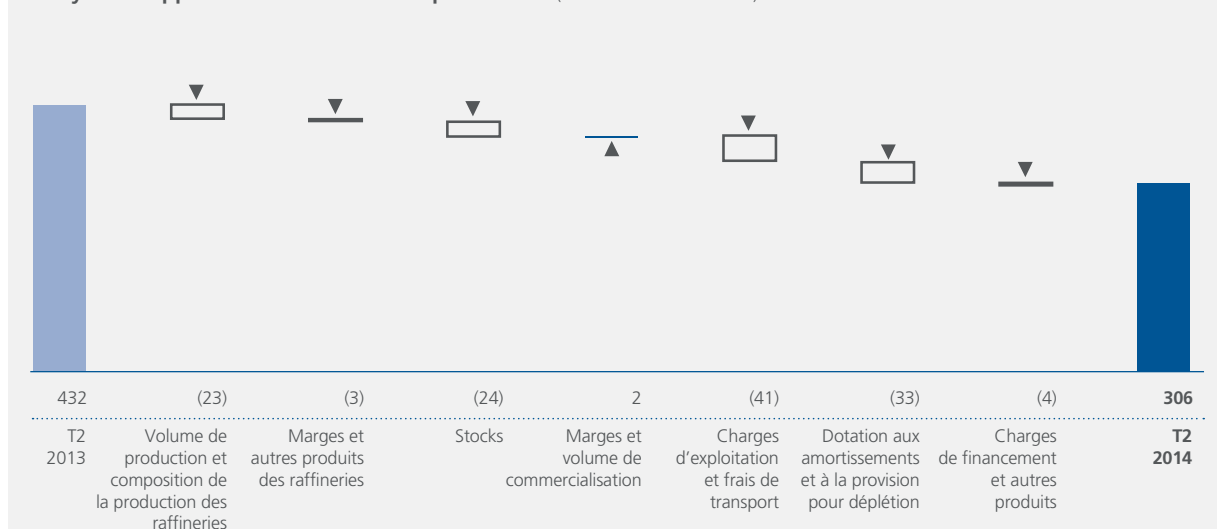 432 (23) (3) (24) 2 (41) (33) (4) 306
T2
2013
Volume de
production et
composition de
la production des
raffineries
Marges et
autres produits
des raffineries
Stocks
Marges et
volume de
commercialisation
Charges
d’exploitation
et frais de
transport
Dotation aux
amortissements
et à la provision
pour déplétion
Charges
de financement
et autres
produits
T2
2014